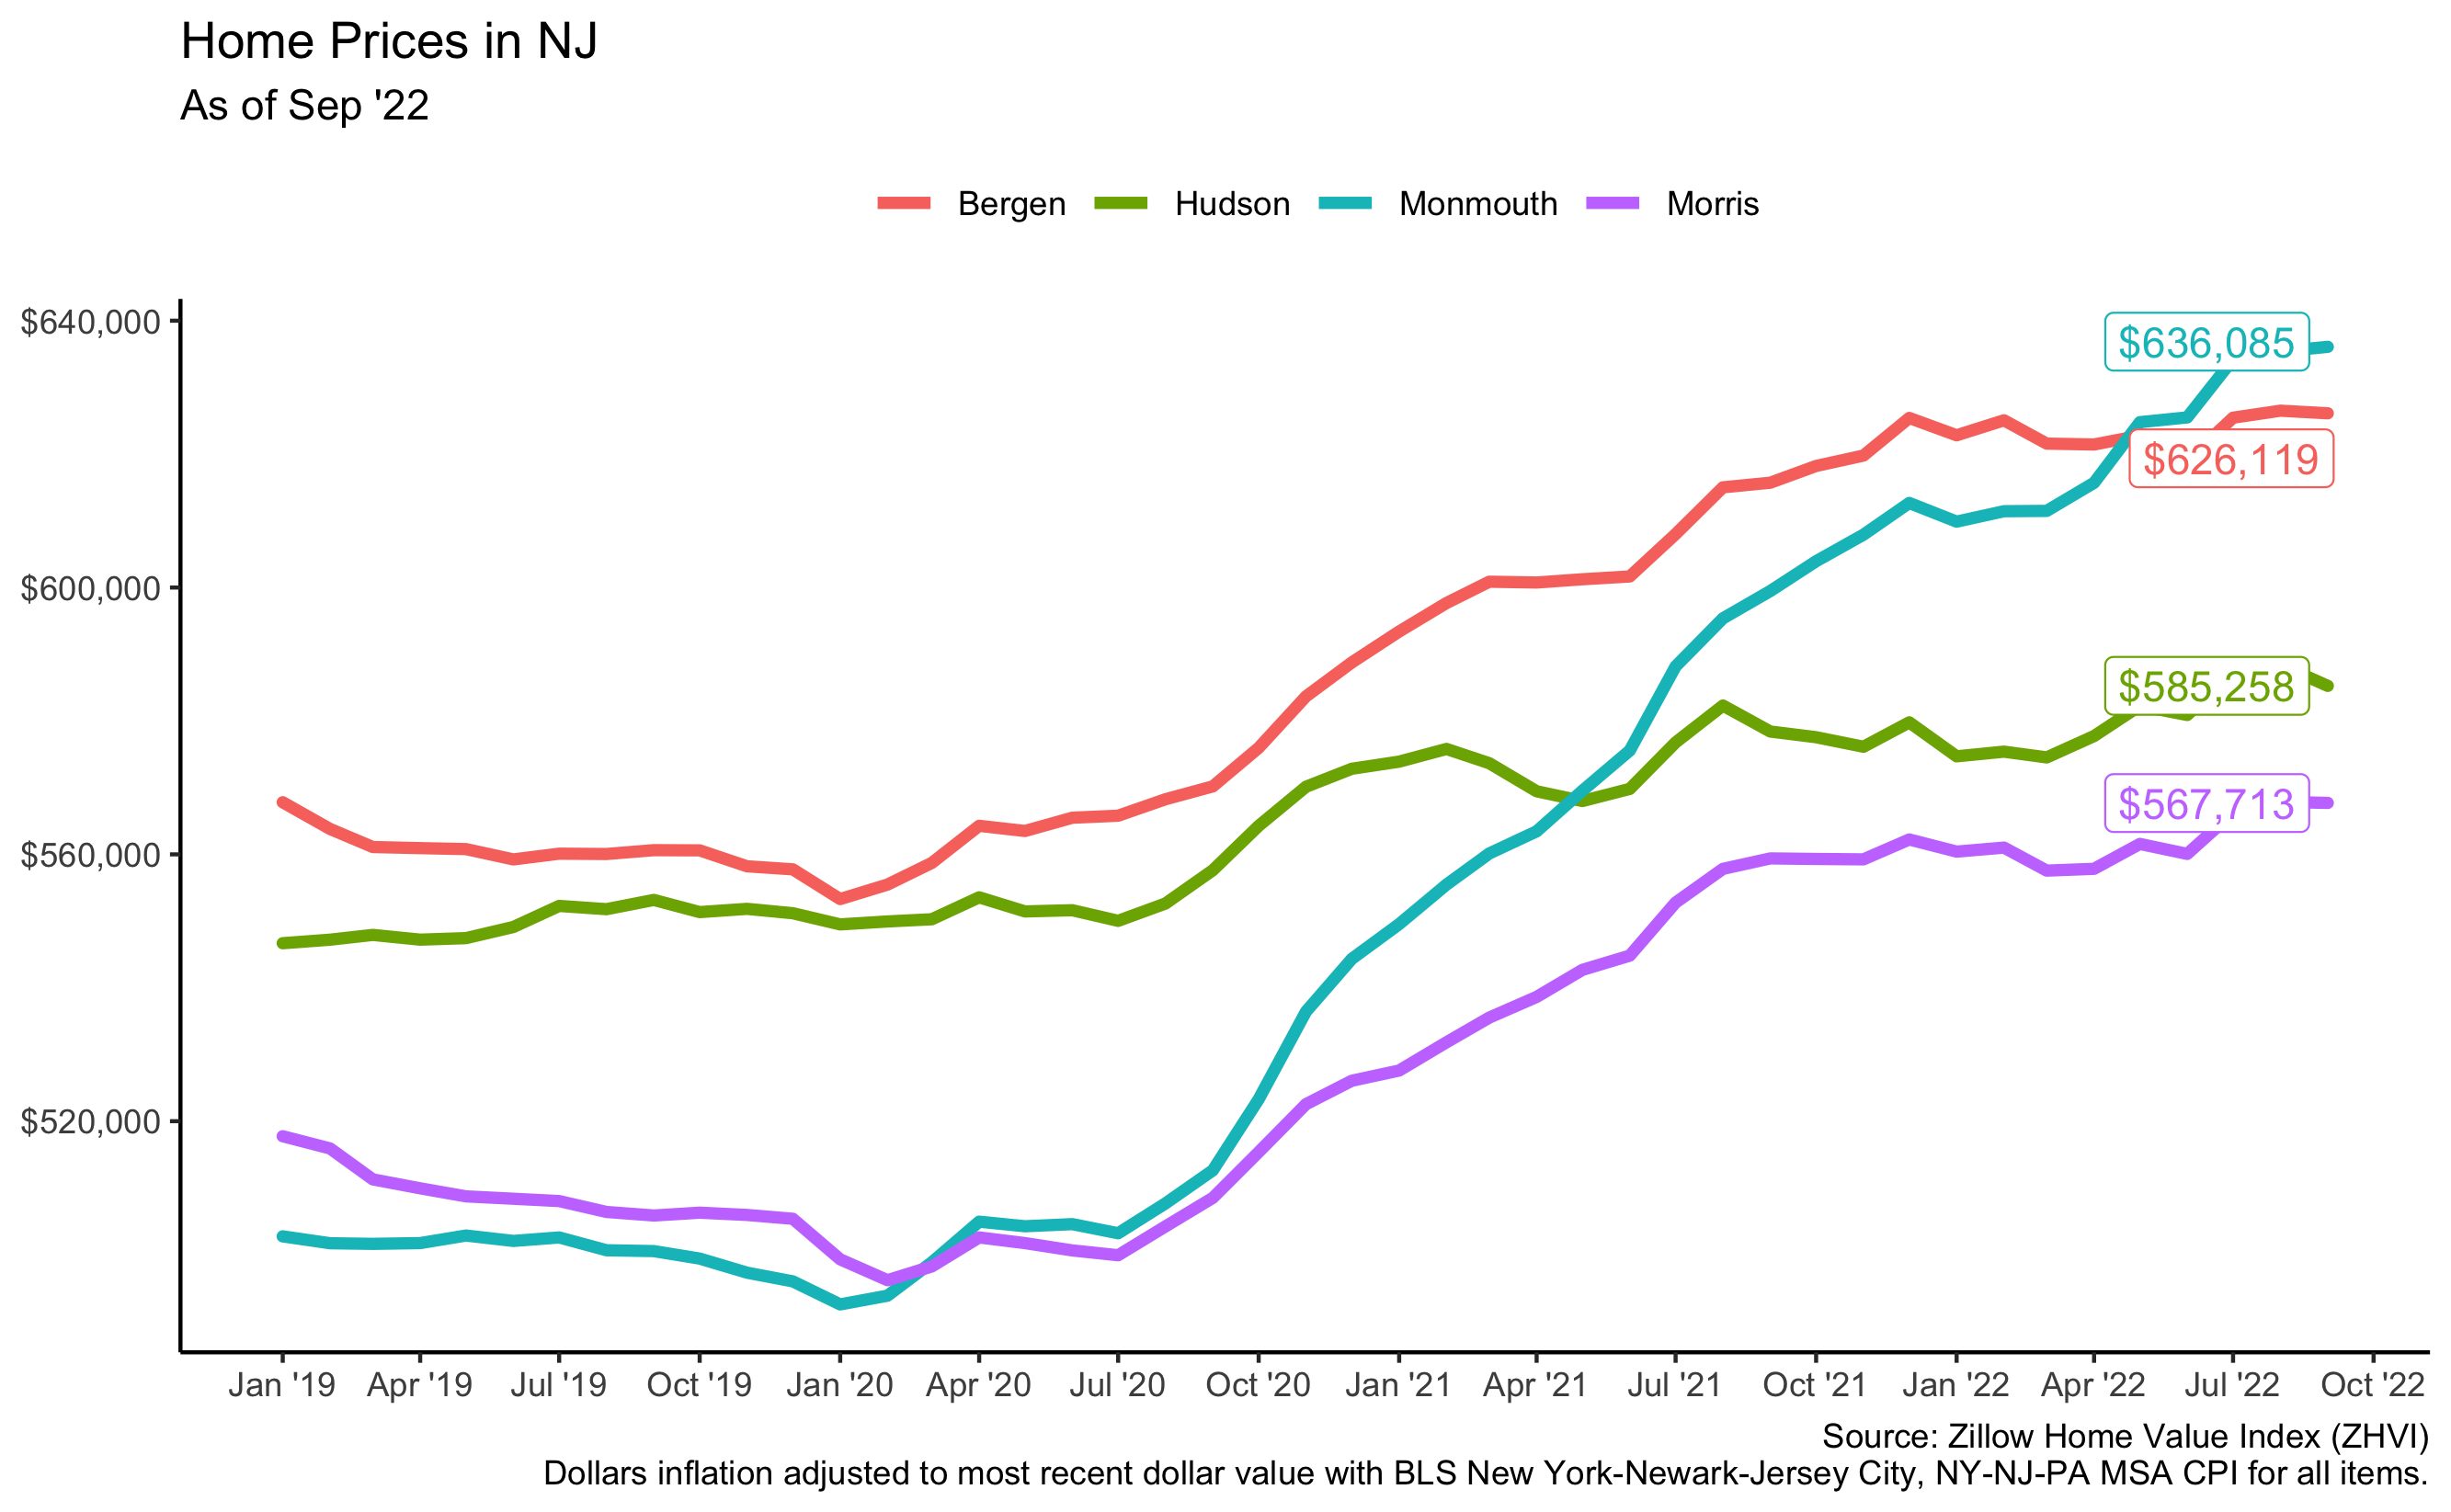 Home Prices in NJ
As of Sep '22
Bergen Hudson Monmouth Morris
$640,000
$600,000
$560,000
$520,000
$636,085
$626,119
$585,258
$567,713
Jan '19 Apr '19 Jul '19 Oct '19 Jan '20 Apr '20 Jul '20 Oct '20 Jan '21 Apr '21 Jul '21 Oct '21 Jan '22 Apr '22 Jul '22 Oct '22
Source: Zillow Home Value Index (ZHVI)
Dollars inflation adjusted to most recent dollar value with BLS New York-Newark-Jersey City, NY-NJ-PA MSA CPI for all items.